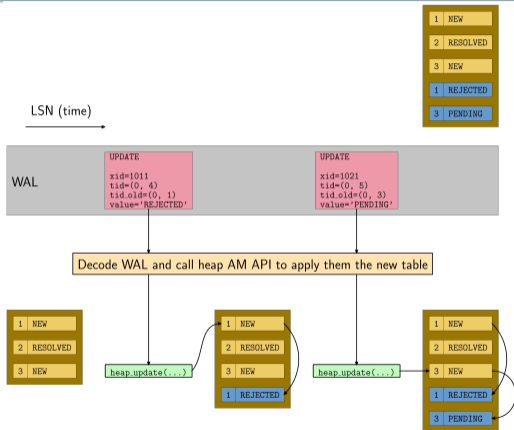 1 NEW
2 RESOLVED
3 NEW
1 REJECTED
3 PENDING
LSN (time)
WAL
UPDATE
xid=1011
tid=(0, 4)
tid_old=(0, 1)
value='REJECTED'
UPDATE
xid=1021
tid=(0, 5)
tid_old=(0, 3)
value='PENDING'
Decode WAL and call heap AM API to apply them the new table
1 NEW
2 RESOLVED
3 NEW
heap_update(...)
1 NEW
2 RESOLVED
3 NEW
1 REJECTED
heap_update(...)
1 NEW
2 RESOLVED
3 NEW
1 REJECTED
3 PENDING